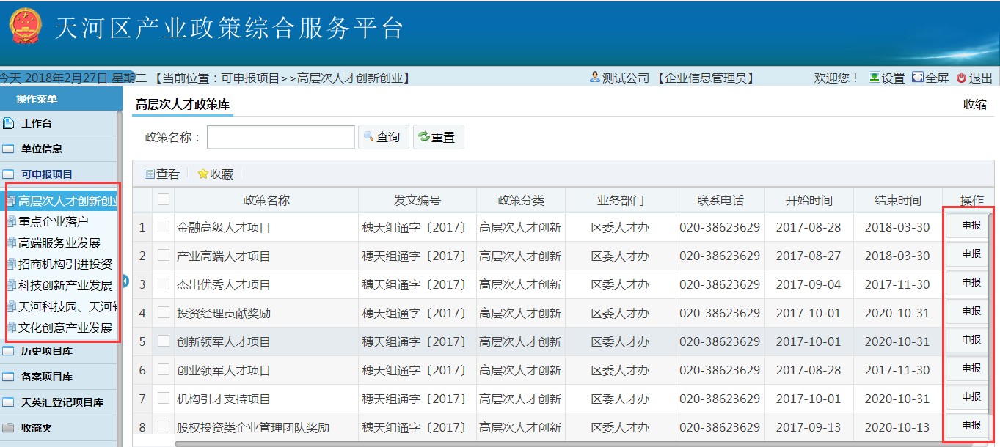 天河区产业政策综合服务平台
今天 2018年2月27日 星期二 【当前位置：可申报项目>>高层次人才创新创业】 测试公司 【企业信息管理员】 欢迎您！ 设置 全屏 退出
操作菜单
工作台
单位信息
可申报项目
高层次人才创新创业
重点企业落户
高端服务业发展
招商机构引进投资
科技创新产业发展
天河科技园、天河软
文化创意产业发展
历史项目库
备案项目库
天英汇登记项目库
收藏夹
高层次人才政策库 收缩
政策名称： 查询 重置
查看 收藏
政策名称 发文编号 政策分类 业务部门 联系电话 开始时间 结束时间 操作
1 金融高级人才项目 穗天组通字〔2017〕 高层次人才创新 区委人才办 020-38623629 2017-08-28 2018-03-30 申报
2 产业高端人才项目 穗天组通字〔2017〕 高层次人才创新 区委人才办 020-38623629 2017-08-27 2018-03-30 申报
3 杰出优秀人才项目 穗天组通字〔2017〕 高层次人才创新 区委人才办 020-38623629 2017-09-04 2017-11-30 申报
4 投资经理贡献奖励 穗天组通字〔2017〕 高层次人才创新 区委人才办 020-38623629 2017-10-01 2020-10-31 申报
5 创新领军人才项目 穗天组通字〔2017〕 高层次人才创新 区委人才办 020-38623629 2017-10-01 2020-10-31 申报
6 创业领军人才项目 穗天组通字〔2017〕 高层次人才创新 区委人才办 020-38623629 2017-08-28 2017-11-30 申报
7 机构引才支持项目 穗天组通字〔2017〕 高层次人才创新 区委人才办 020-38623629 2017-10-01 2020-10-31 申报
8 股权投资类企业管理团队奖励 穗天组通字〔2017〕 高层次人才创新 区委人才办 020-38623629 2017-09-13 2020-10-13 申报